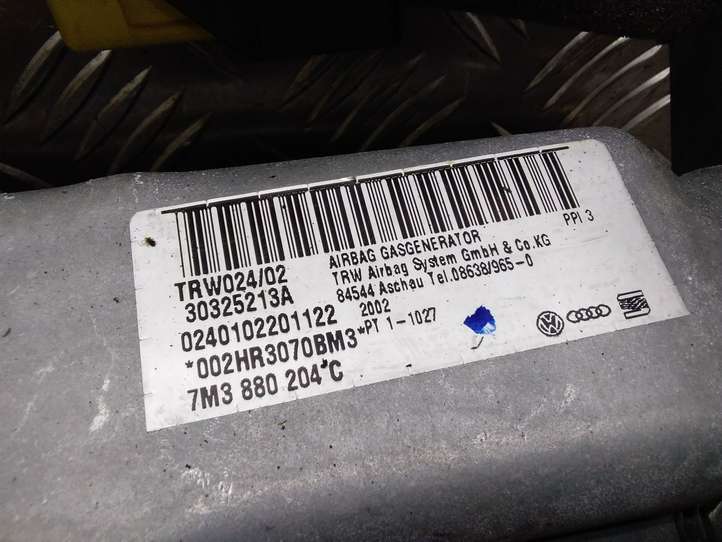 TRW024/02
30325213A
0240102201122
*002HR3070BM3*
7M3 880 204 C
AIRBAG GASGENERATOR
TRW Airbag System GmbH & Co.KG
84544 Aschau Tel.08638/965-0
2002
PT 1-1027
PPI 3